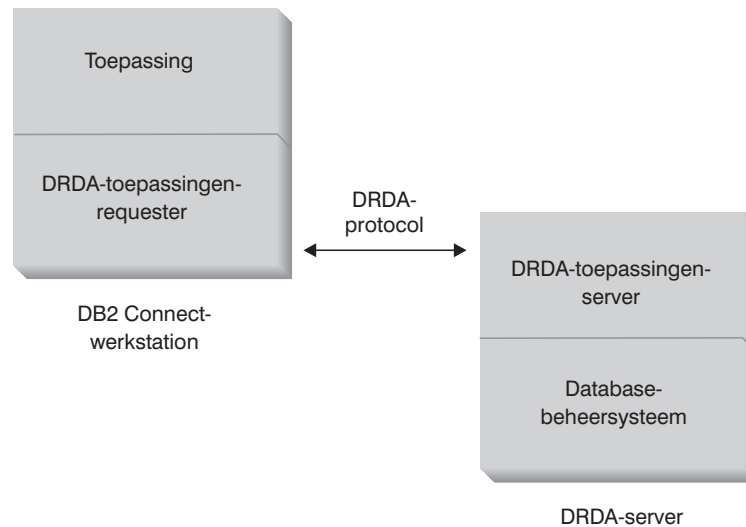 Toepassing
DRDA-toepassingen-
requester
DB2 Connect-
werkstation
DRDA-
protocol
DRDA-toepassingen-
server
Database-
beheersysteem
DRDA-server